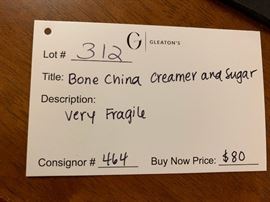 G | GLEATON'S
Lot # 312
Title: Bone China Creamer and Sugar
Description:
very Fragile
Consignor # 464 Buy Now Price: $80